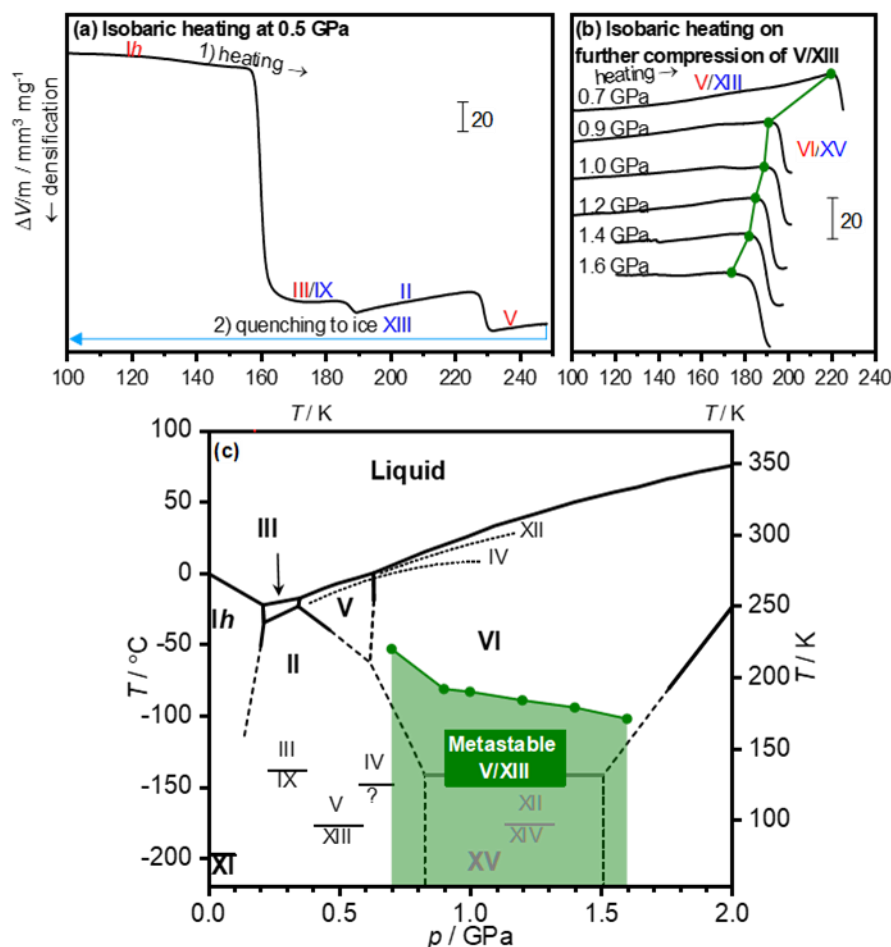 (a) Isobaric heating at 0.5 GPa
Ih
1) heating →
20
III/IX
II
V
2) quenching to ice XIII
ΔV/m / mm³ mg⁻¹
← densification
100 120 140 160 180 200 220 240
T / K
(b) Isobaric heating on
further compression of V/XIII
heating →
V/XIII
0.7 GPa
0.9 GPa
VI/XV
1.0 GPa
1.2 GPa
20
1.4 GPa
1.6 GPa
100 120 140 160 180 200 220 240
T / K
(c)
Liquid
III
XII
IV
Ih
V
II
VI
Metastable
V/XIII
III
IX
IV
?
V
XIII
XII
XIV
XI
XV
100
50
0
-50
-100
-150
-200
T / °C
350
300
250
200
150
100
T / K
0.0 0.5 1.0 1.5 2.0
p / GPa